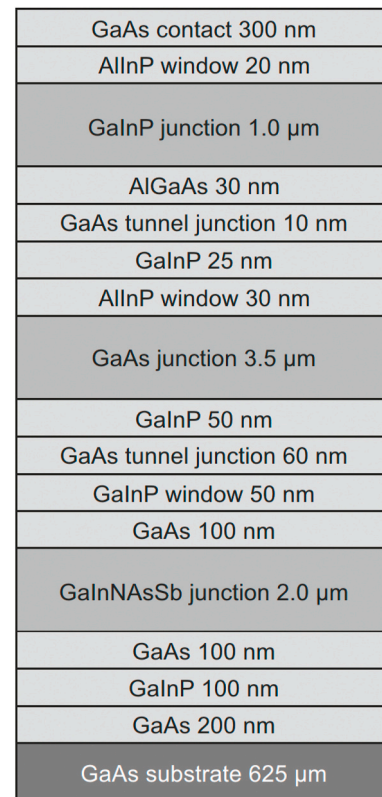 GaAs contact 300 nm
AlInP window 20 nm
GaInP junction 1.0 µm
AlGaAs 30 nm
GaAs tunnel junction 10 nm
GaInP 25 nm
AlInP window 30 nm
GaAs junction 3.5 µm
GaInP 50 nm
GaAs tunnel junction 60 nm
GaInP window 50 nm
GaAs 100 nm
GaInNAsSb junction 2.0 µm
GaAs 100 nm
GaInP 100 nm
GaAs 200 nm
GaAs substrate 625 µm